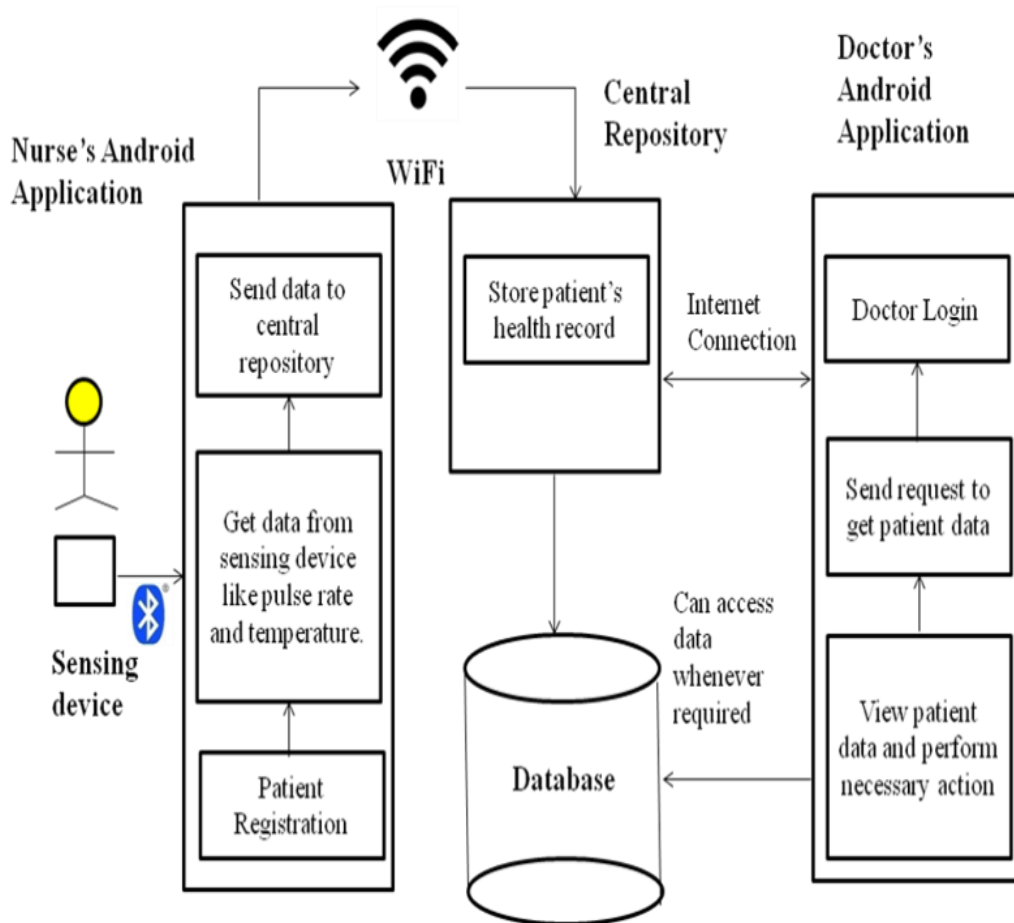 Nurse's Android
Application
WiFi
Central
Repository
Doctor's
Android
Application
Send data to
central
repository
Get data from
sensing device
like pulse rate
and temperature.
Patient
Registration
Sensing
device
®
Store patient's
health record
Internet
Connection
Can access
data
whenever
required
Database
Doctor Login
Send request to
get patient data
View patient
data and perform
necessary action